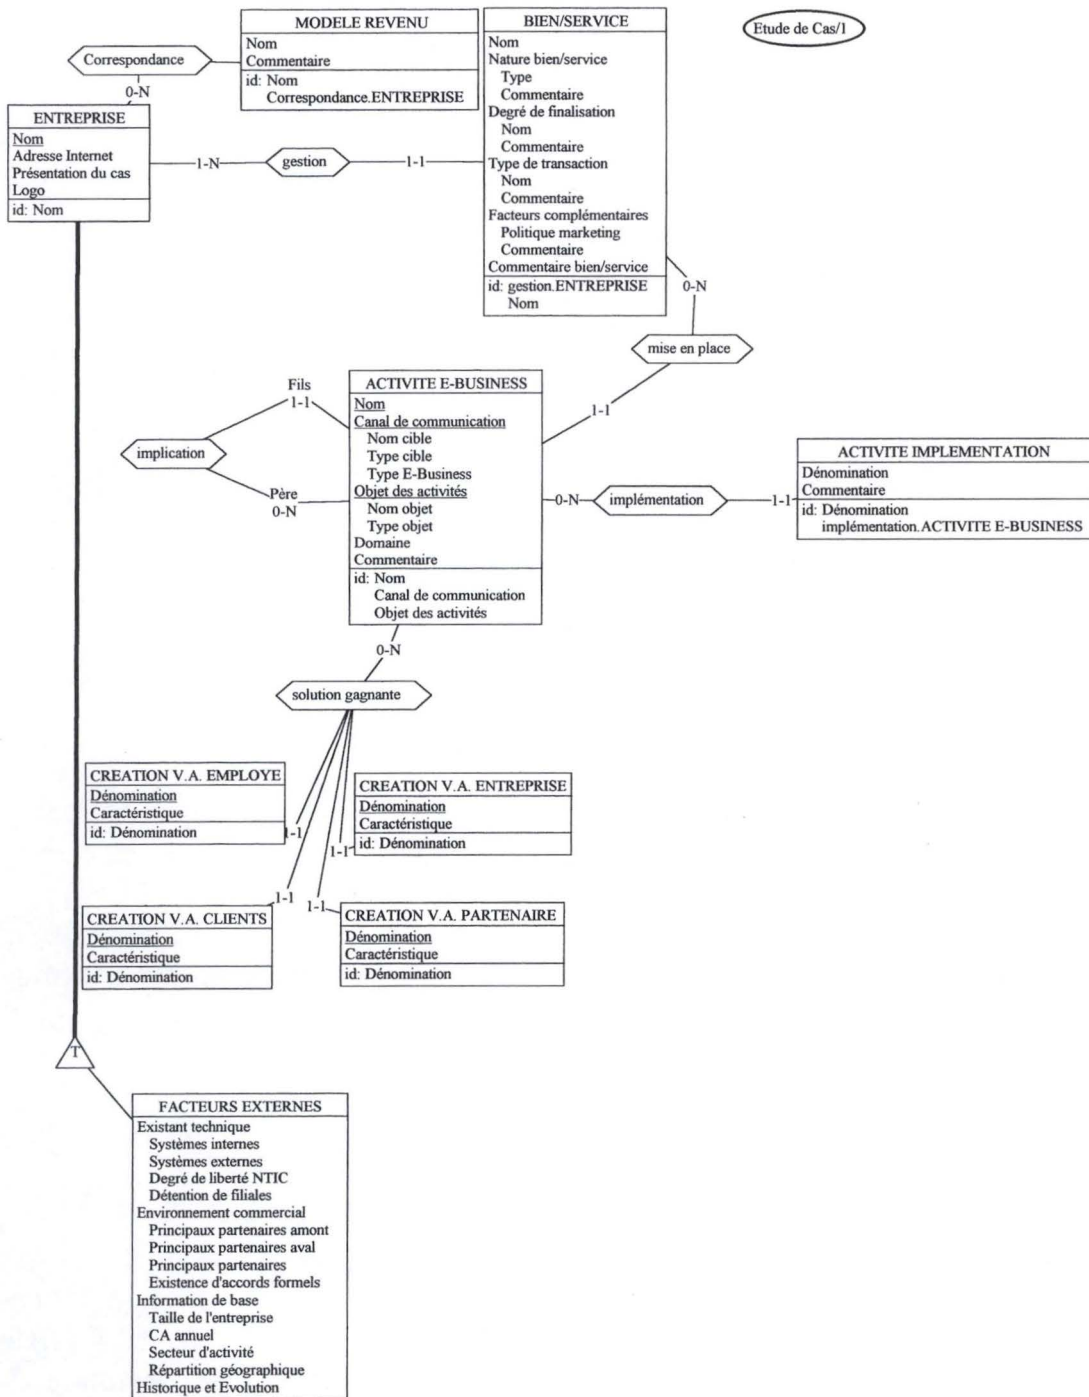 Etude de Cas/1
MODELE REVENU
Nom
Commentaire
id: Nom
Correspondance.ENTREPRISE
BIEN/SERVICE
Nom
Nature bien/service
Type
Commentaire
Degré de finalisation
Nom
Commentaire
Type de transaction
Nom
Commentaire
Facteurs complémentaires
Politique marketing
Commentaire
Commentaire bien/service
id: gestion.ENTREPRISE
Nom
Correspondance
0-N
ENTREPRISE
Nom
Adresse Internet
Présentation du cas
Logo
id: Nom
1-N
gestion
1-1
0-N
mise en place
1-1
Fils
1-1
implication
Père
0-N
ACTIVITE E-BUSINESS
Nom
Canal de communication
Nom cible
Type cible
Type E-Business
Objet des activités
Nom objet
Type objet
Domaine
Commentaire
id: Nom
Canal de communication
Objet des activités
0-N
implémentation
1-1
ACTIVITE IMPLEMENTATION
Dénomination
Commentaire
id: Dénomination
implémentation.ACTIVITE E-BUSINESS
0-N
solution gagnante
CREATION V.A. EMPLOYE
Dénomination
Caractéristique
id: Dénomination
1-1
CREATION V.A. ENTREPRISE
Dénomination
Caractéristique
id: Dénomination
1-1
CREATION V.A. CLIENTS
Dénomination
Caractéristique
id: Dénomination
1-1
CREATION V.A. PARTENAIRE
Dénomination
Caractéristique
id: Dénomination
1-1
T
FACTEURS EXTERNES
Existant technique
Systèmes internes
Systèmes externes
Degré de liberté NTIC
Détention de filiales
Environnement commercial
Principaux partenaires amont
Principaux partenaires aval
Principaux partenaires
Existence d'accords formels
Information de base
Taille de l'entreprise
CA annuel
Secteur d'activité
Répartition géographique
Historique et Evolution